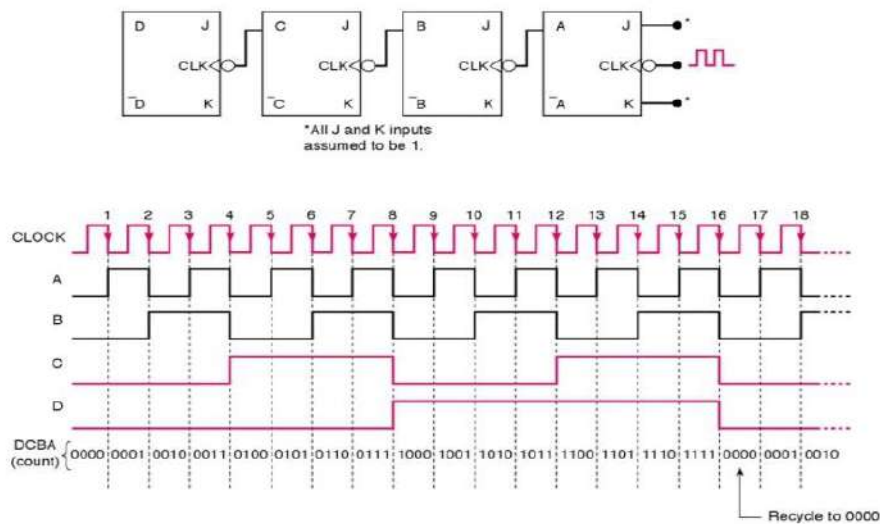 D J C J B J A J *
CLK CLK CLK CLK
D̅ K C̅ K B̅ K A̅ K *
*All J and K inputs
assumed to be 1.
1 2 3 4 5 6 7 8 9 10 11 12 13 14 15 16 17 18
CLOCK
A
B
C
D
DCBA
(count) { 0000 0001 0010 0011 0100 0101 0110 0111 1000 1001 1010 1011 1100 1101 1110 1111 0000 0001 0010
Recycle to 0000